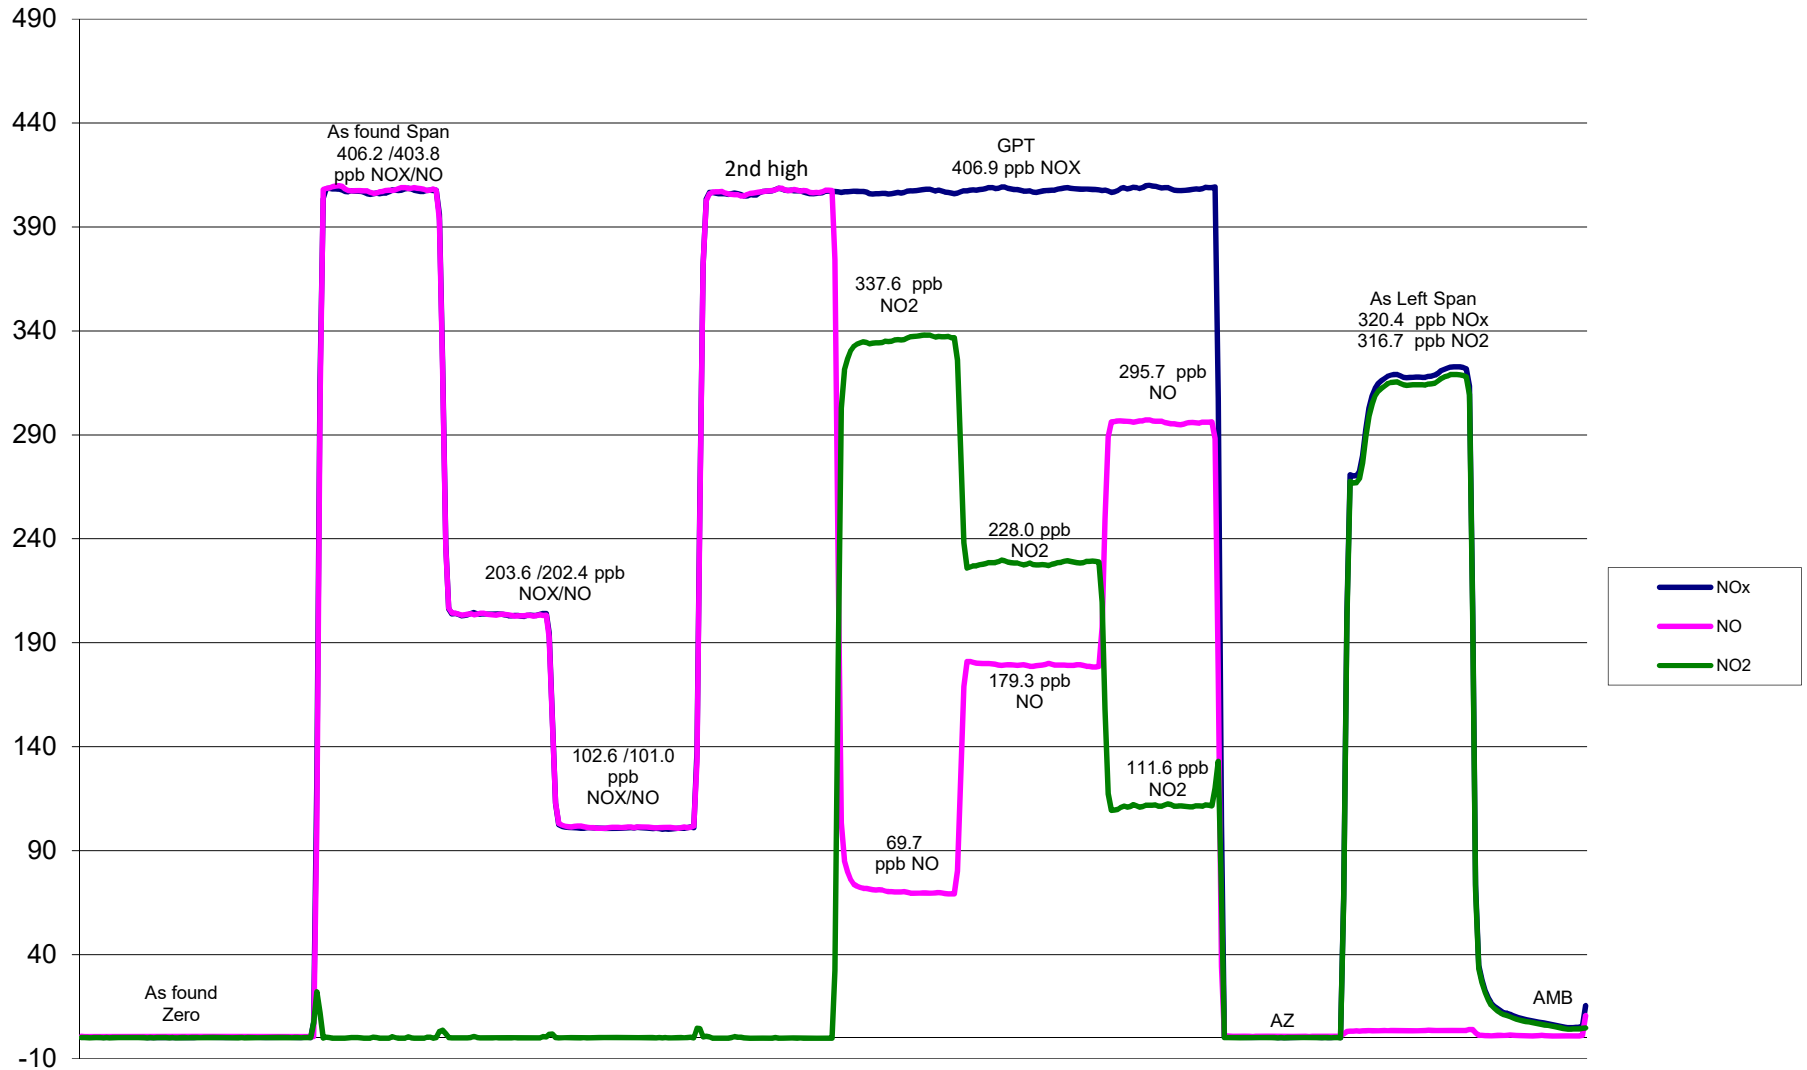 490
440
390
340
290
240
190
140
90
40
-10
As found
Zero
As found Span
406.2 /403.8
ppb NOX/NO
203.6 /202.4 ppb
NOX/NO
102.6 /101.0
ppb
NOX/NO
2nd high
GPT
406.9 ppb NOX
337.6 ppb
NO2
69.7
ppb NO
228.0 ppb
NO2
179.3 ppb
NO
295.7 ppb
NO
111.6 ppb
NO2
AZ
As Left Span
320.4 ppb NOx
316.7 ppb NO2
AMB
NOx
NO
NO2